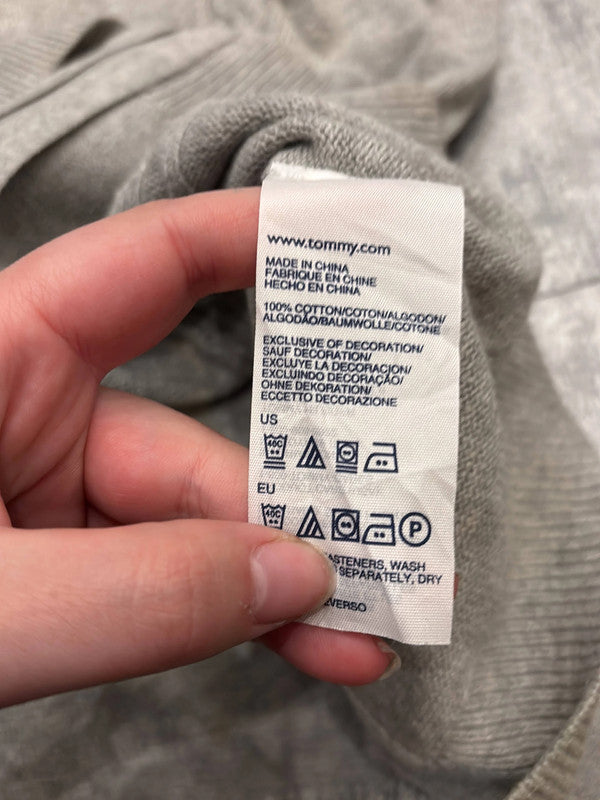 www.tommy.com
MADE IN CHINA
FABRIQUE EN CHINE
HECHO EN CHINA
100% COTTON/COTON/ALGODON/
ALGODÃO/BAUMWOLLE/COTONE
EXCLUSIVE OF DECORATION/
SAUF DECORATION/
EXCLUYE LA DECORACION/
EXCLUINDO DECORAÇÃO/
OHNE DEKORATION/
ECCETTO DECORAZIONE
US
40C
EU
40C P
FASTENERS, WASH
SEPARATELY, DRY